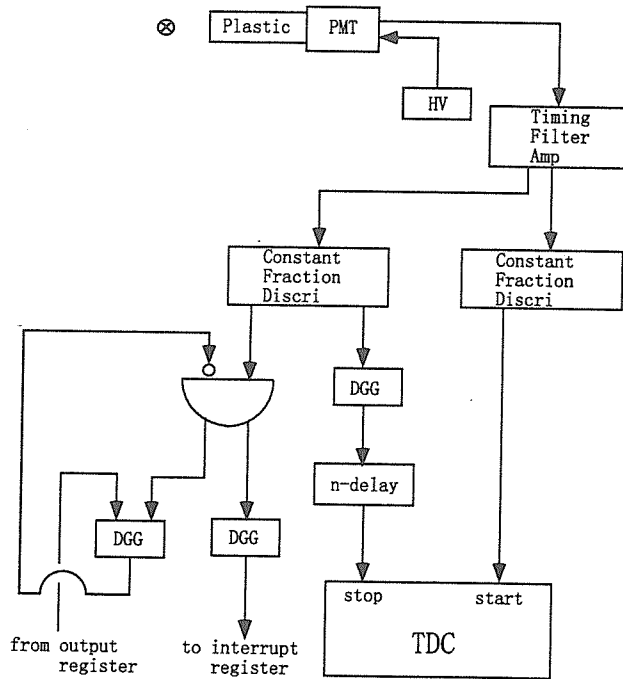 Plastic
PMT
HV
Timing
Filter
Amp
Constant
Fraction
Discri
Constant
Fraction
Discri
DGG
n-delay
DGG
DGG
stop
start
TDC
from output
register
to interrupt
register